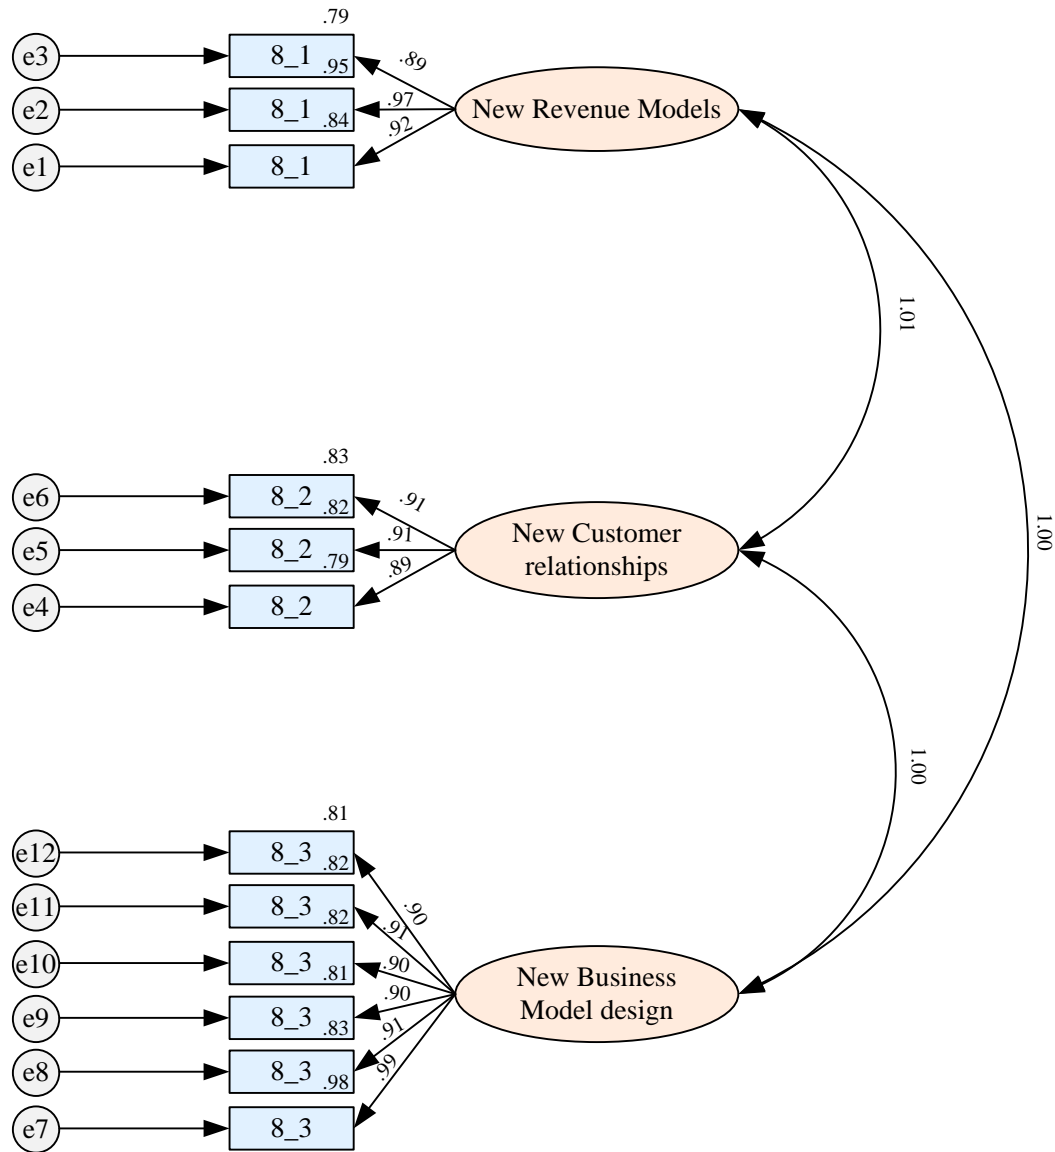 .79
e3
8_1
.95
.89
e2
8_1
.84
.97
New Revenue Models
e1
8_1
.92
1.01
1.00
.83
e6
8_2
.82
.91
e5
8_2
.79
.91
New Customer
relationships
e4
8_2
.89
1.00
.81
e12
8_3
.82
.90
e11
8_3
.82
.91
e10
8_3
.81
.90
New Business
Model design
e9
8_3
.83
.90
e8
8_3
.98
.91
e7
8_3
.99